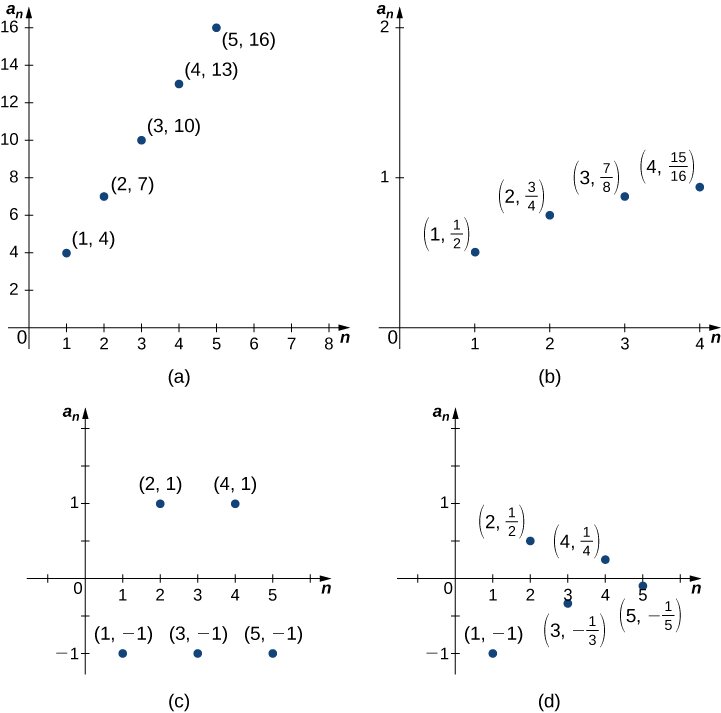 aₙ
16
14
12
10
8
6
4
2
0
1 2 3 4 5 6 7 8 n
(5, 16)
(4, 13)
(3, 10)
(2, 7)
(1, 4)
(a)
aₙ
2
1
0
1 2 3 4 n
(1, 1/2)
(2, 3/4)
(3, 7/8)
(4, 15/16)
(b)
aₙ
1
0
−1
1 2 3 4 5 n
(2, 1) (4, 1)
(1, −1) (3, −1) (5, −1)
(c)
aₙ
1
0
−1
1 2 3 4 5 n
(2, 1/2)
(4, 1/4)
(1, −1)
(3, −1/3)
(5, −1/5)
(d)